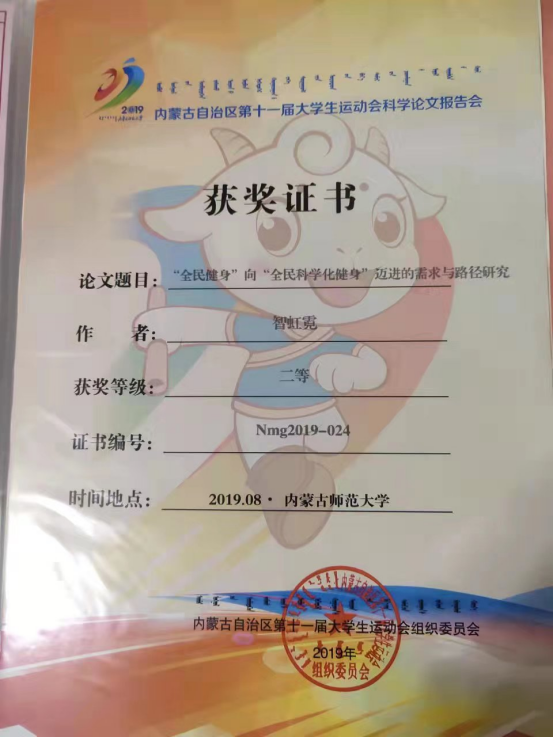 2019
内蒙古自治区第十一届大学生运动会科学论文报告会
获奖证书
论文题目：“全民健身”向“全民科学化健身”迈进的需求与路径研究
作 者：智虹霓
获奖等级：二等
证书编号：Nmg2019-024
时间地点：2019.08· 内蒙古师范大学
内蒙古自治区第十一届大学生运动会组织委员会
2019年
组织委员会